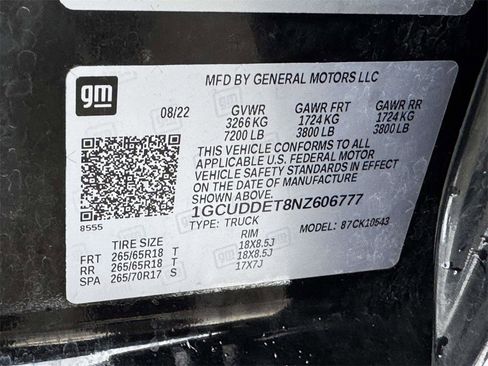 gm
MFD BY GENERAL MOTORS LLC
08/22 GVWR GAWR FRT GAWR RR
3266 KG 1724 KG 1724 KG
7200 LB 3800 LB 3800 LB
THIS VEHICLE CONFORMS TO ALL
APPLICABLE U.S. FEDERAL MOTOR
VEHICLE SAFETY STANDARDS IN EFFECT
ON THE DATE OF MANUFACTURE
SHOWN ABOVE.
1GCUDDET8NZ606777
8555
TYPE: TRUCK MODEL: 87CK10543
TIRE SIZE RIM
FRT 265/65R18 T 18X8.5J
RR 265/65R18 T 18X8.5J
SPA 265/70R17 S 17X7J